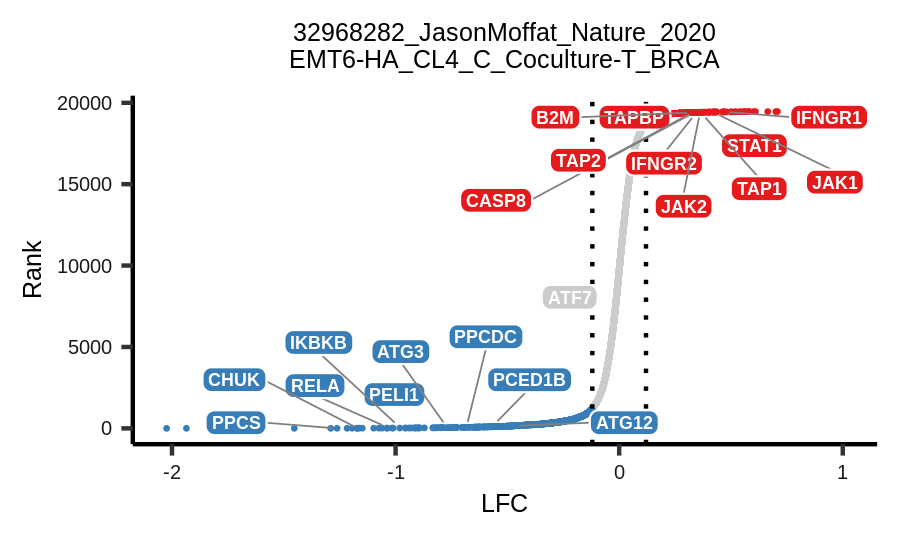 32968282_JasonMoffat_Nature_2020
EMT6-HA_CL4_C_Coculture-T_BRCA
20000
15000
10000
5000
0
Rank
B2M
TAPBP
IFNGR1
TAP2
IFNGR2
STAT1
CASP8
JAK2
TAP1
JAK1
ATF7
IKBKB
ATG3
PPCDC
CHUK
RELA
PELI1
PCED1B
PPCS
ATG12
-2
-1
0
1
LFC